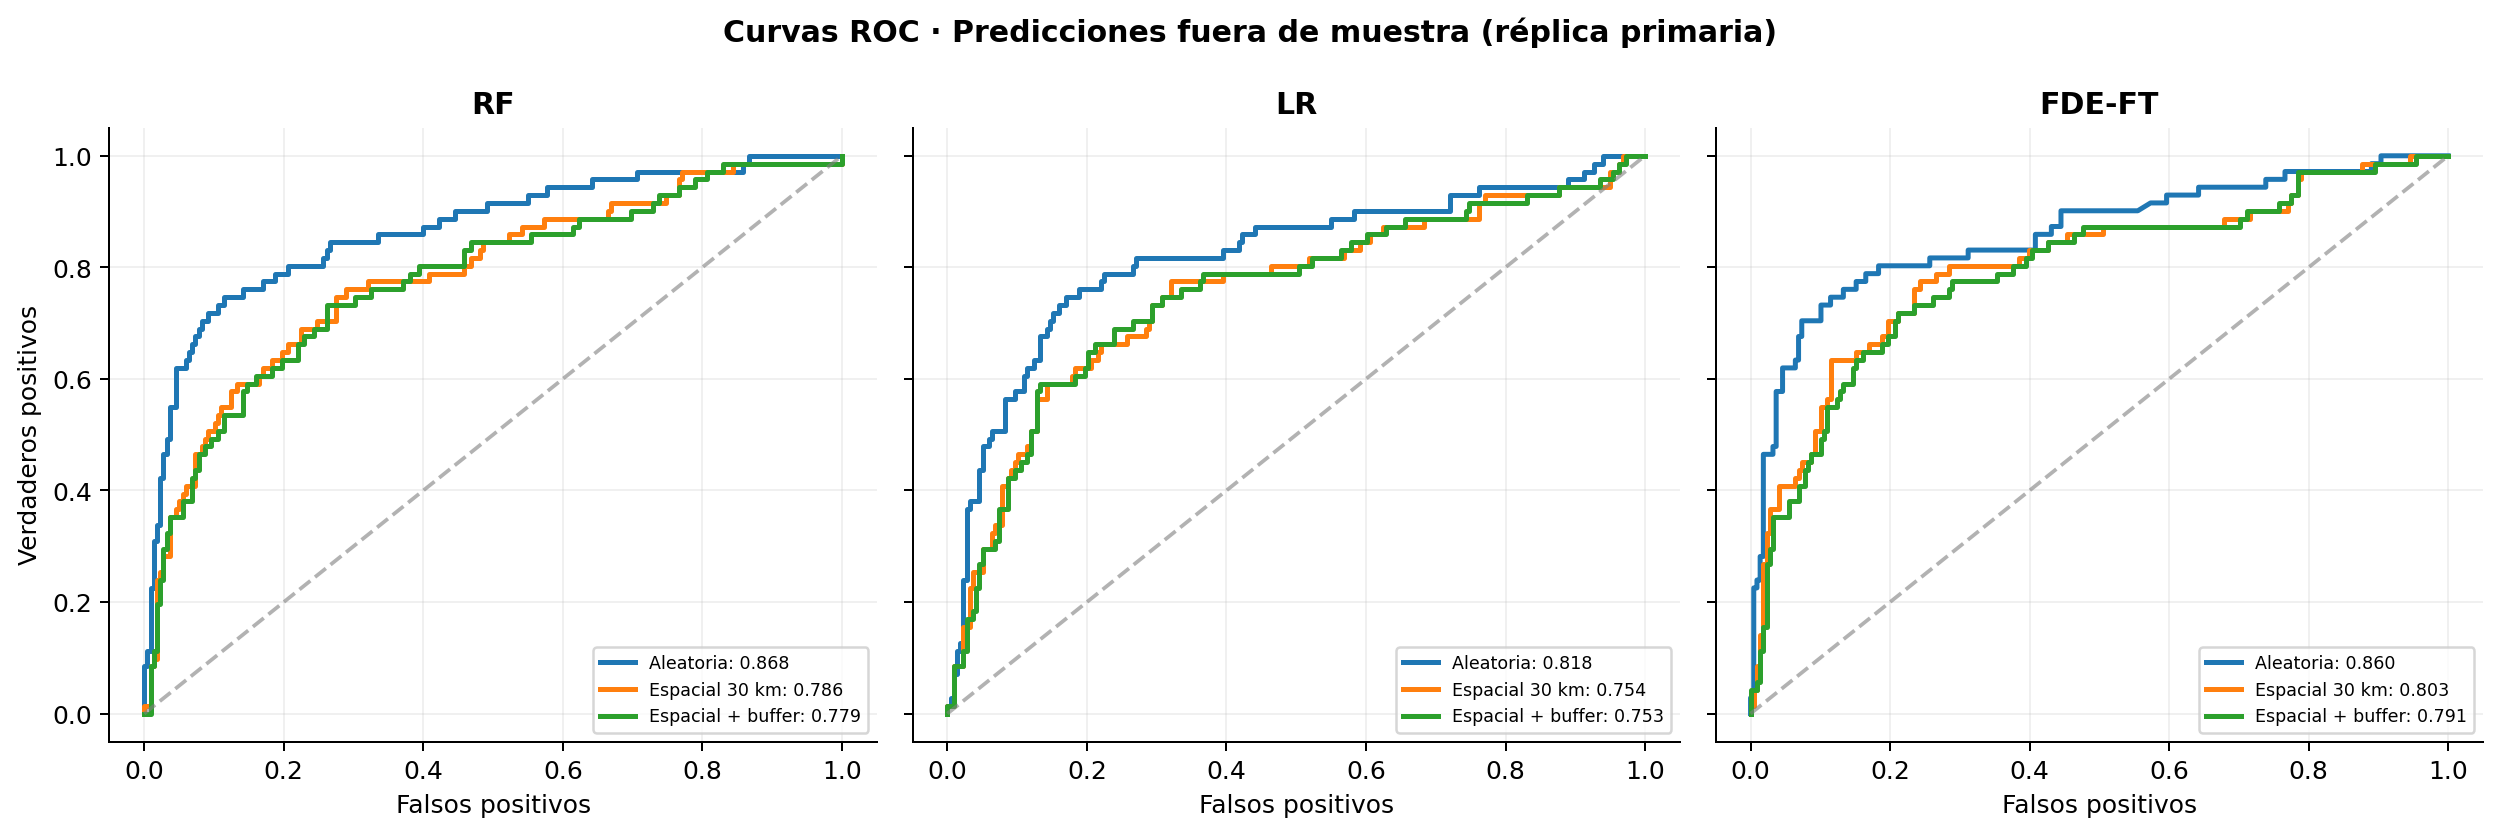 Curvas ROC · Predicciones fuera de muestra (réplica primaria)
RF
LR
FDE-FT
Verdaderos positivos
1.0
0.8
0.6
0.4
0.2
0.0
Aleatoria: 0.868
Espacial 30 km: 0.786
Espacial + buffer: 0.779
0.0 0.2 0.4 0.6 0.8 1.0
Falsos positivos
Aleatoria: 0.818
Espacial 30 km: 0.754
Espacial + buffer: 0.753
0.0 0.2 0.4 0.6 0.8 1.0
Falsos positivos
Aleatoria: 0.860
Espacial 30 km: 0.803
Espacial + buffer: 0.791
0.0 0.2 0.4 0.6 0.8 1.0
Falsos positivos